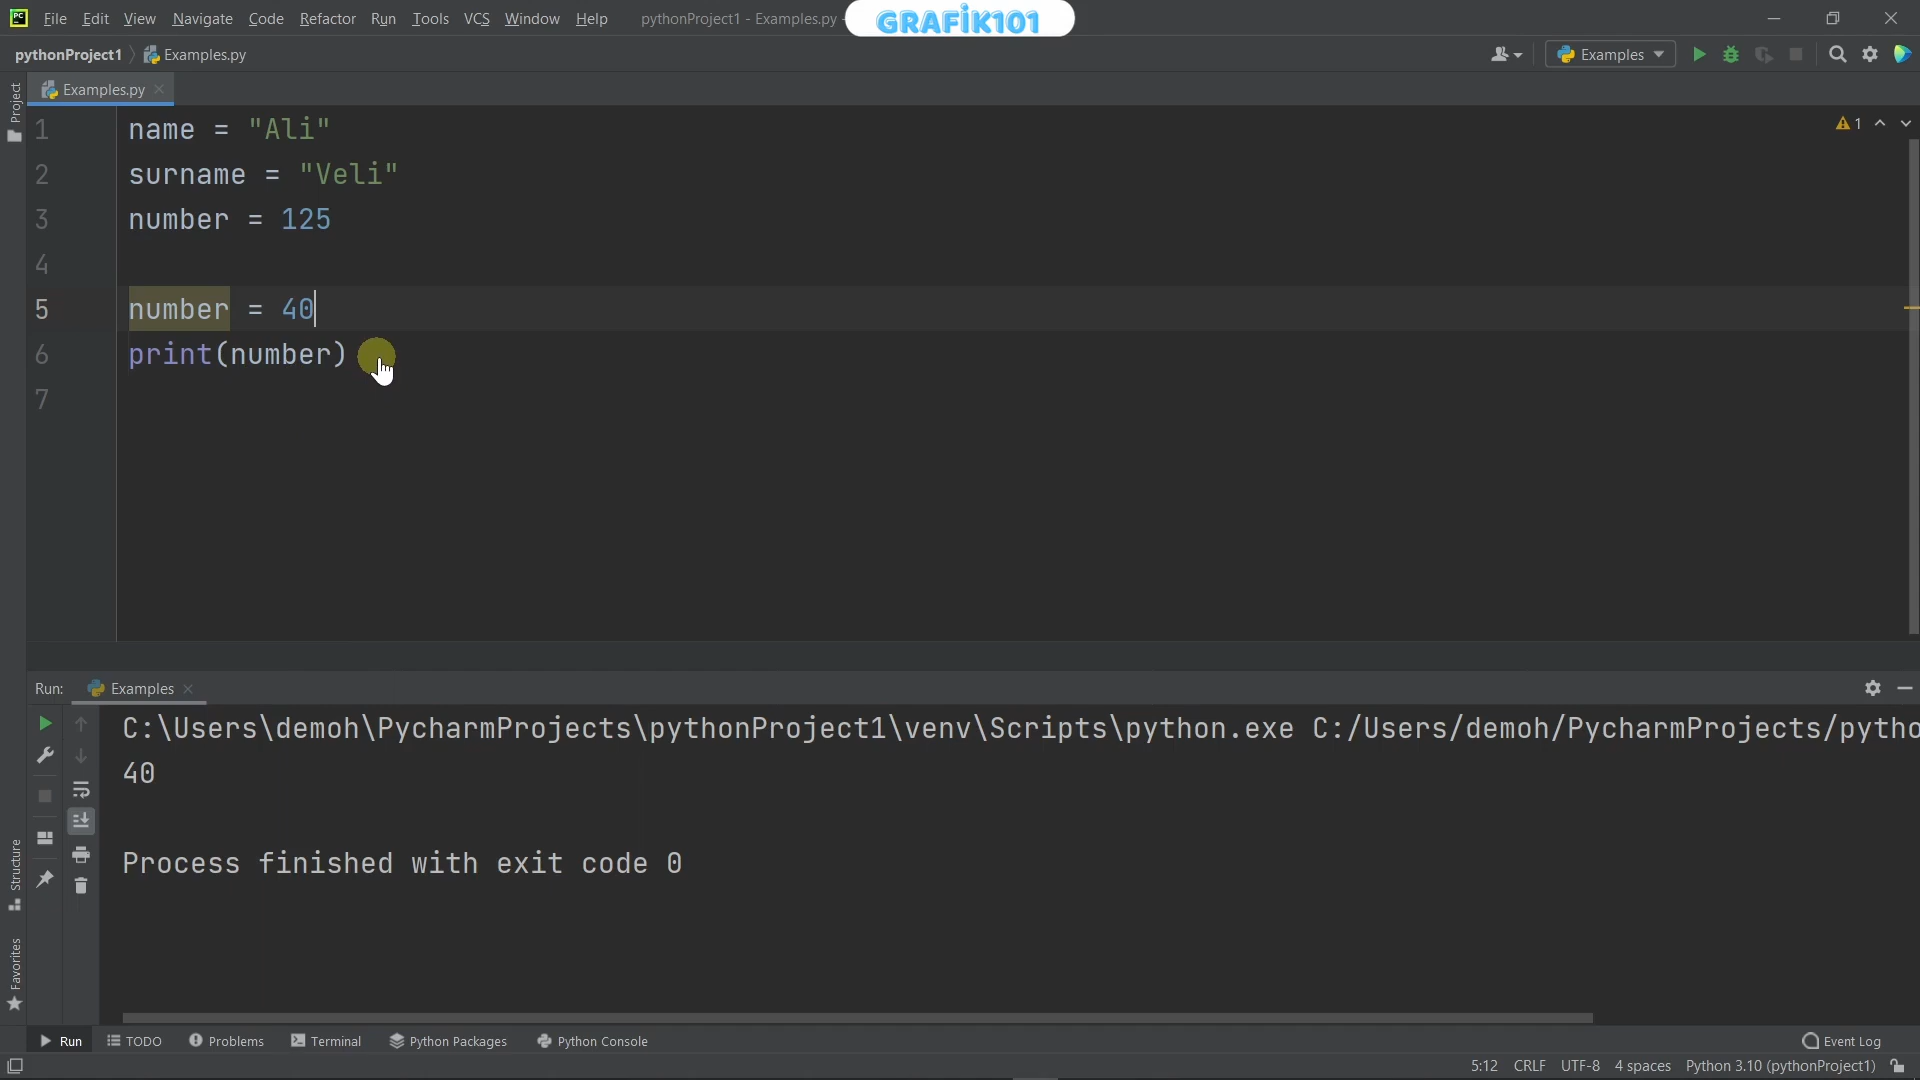 File Edit View Navigate Code Refactor Run Tools VCS Window Help pythonProject1 - Examples.py -
GRAFİK101
pythonProject1 Examples.py
Examples
Project
Examples.py
1 name = "Ali"
1
2 surname = "Veli"
3 number = 125
4
5 number = 40
6 print(number)
7
Run: Examples
C:\Users\demoh\PycharmProjects\pythonProject1\venv\Scripts\python.exe C:/Users/demoh/PycharmProjects/pytho
40
Process finished with exit code 0
Structure
Favorites
Run TODO Problems Terminal Python Packages Python Console Event Log
5:12 CRLF UTF-8 4 spaces Python 3.10 (pythonProject1)